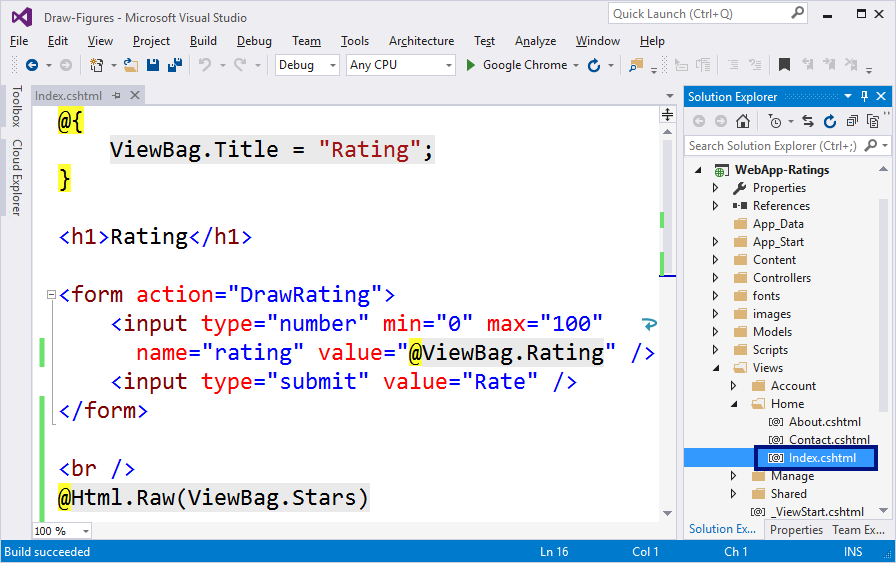 Draw-Figures - Microsoft Visual Studio
Quick Launch (Ctrl+Q)
File Edit View Project Build Debug Team Tools Architecture Test Analyze Window Help
Debug Any CPU Google Chrome
Toolbox
Cloud Explorer
Index.cshtml
@{
ViewBag.Title = "Rating";
}
<h1>Rating</h1>
<form action="DrawRating">
<input type="number" min="0" max="100"
name="rating" value="@ViewBag.Rating" />
<input type="submit" value="Rate" />
</form>
<br />
@Html.Raw(ViewBag.Stars)
100 %
Solution Explorer
Search Solution Explorer (Ctrl+;)
WebApp-Ratings
Properties
References
App_Data
App_Start
Content
Controllers
fonts
images
Models
Scripts
Views
Account
Home
About.cshtml
Contact.cshtml
Index.cshtml
Manage
Shared
_ViewStart.cshtml
Solution Ex... Properties Team Ex...
Build succeeded Ln 16 Col 1 Ch 1 INS